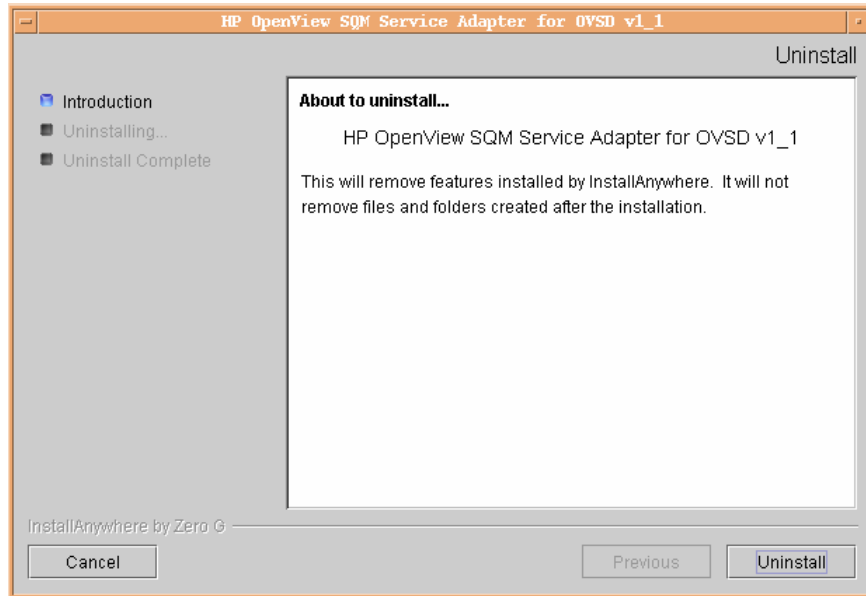 HP OpenView SQM Service Adapter for OVSD v1_1
Uninstall
Introduction
Uninstalling...
Uninstall Complete
About to uninstall...
HP OpenView SQM Service Adapter for OVSD v1_1
This will remove features installed by InstallAnywhere. It will not
remove files and folders created after the installation.
InstallAnywhere by Zero G
Cancel
Previous
Uninstall